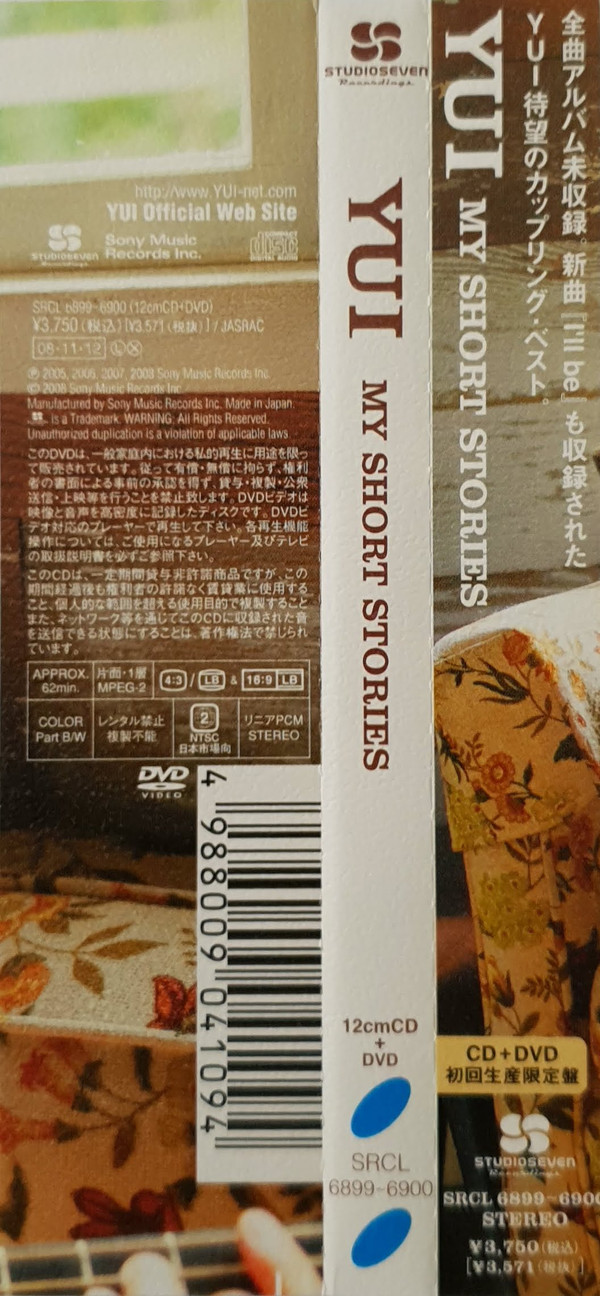 http://www.YUI-net.com
YUI Official Web Site
STUDIOSEVEN
Recordings
Sony Music
Records Inc.
COMPACT
disc
DIGITAL AUDIO
SRCL 6899~6900 (12cmCD+DVD)
¥3,750 (税込) [¥3,571 (税抜)] / JASRAC
08·11·12 Ⓛ Ⓧ
Ⓟ 2005, 2006, 2007, 2008 Sony Music Records Inc.
© 2008 Sony Music Records Inc.
Manufactured by Sony Music Records Inc. Made in Japan.
is a Trademark. WARNING: All Rights Reserved.
Unauthorized duplication is a violation of applicable laws.
このDVDは、一般家庭内における私的再生に用途を限っ
て販売されています。従って有償・無償に拘らず、権利
者の書面による事前の承認を得ず、貸与・複製・公衆
送信・上映等を行うことを禁止致します。DVDビデオは
映像と音声を高密度に記録したディスクです。DVDビ
デオ対応のプレーヤーで再生して下さい。各再生機能
操作については、ご使用になるプレーヤー及びテレビ
の取扱説明書を必ずご参照下さい。
このCDは、一定期間貸与非許諾商品ですが、この
期間経過後も権利者の許諾なく賃貸業に使用する
こと、個人的な範囲を超える使用目的で複製すること
また、ネットワーク等を通じてこのCDに収録された音
を送信できる状態にすることは、著作権法で禁じられ
ています。
APPROX.
62min.
片面・1層
MPEG-2
4:3 / LB & 16:9 LB
COLOR
Part B/W
レンタル禁止
複製不能
2
NTSC
日本市場向
リニアPCM
STEREO
DVD
VIDEO
4 988009 041094
STUDIOSEVEN
Recordings
YUI MY SHORT STORIES
12cmCD
+
DVD
SRCL
6899~6900
全曲アルバム未収録。新曲『I'll be』も収録された
YUI待望のカップリング・ベスト。
YUI MY SHORT STORIES
CD+DVD
初回生産限定盤
STUDIOSEVEN
Recordings
SRCL 6899~6900
STEREO
¥3,750 (税込)
[¥3,571 (税抜)]